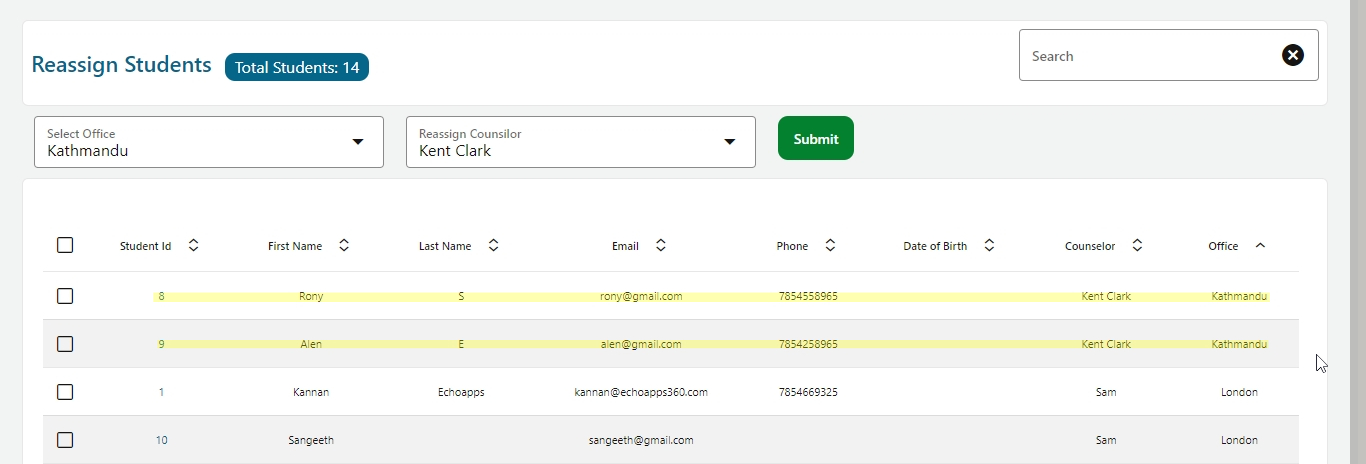 Reassign Students Total Students: 14 Search
Select Office Reassign Counsilor
Kathmandu Kent Clark Submit
Student Id First Name Last Name Email Phone Date of Birth Counselor Office
8 Rony S rony@gmail.com 7854558965 Kent Clark Kathmandu
9 Alen E alen@gmail.com 7854258965 Kent Clark Kathmandu
1 Kannan Echoapps kannan@echoapps360.com 7854669325 Sam London
10 Sangeeth sangeeth@gmail.com Sam London